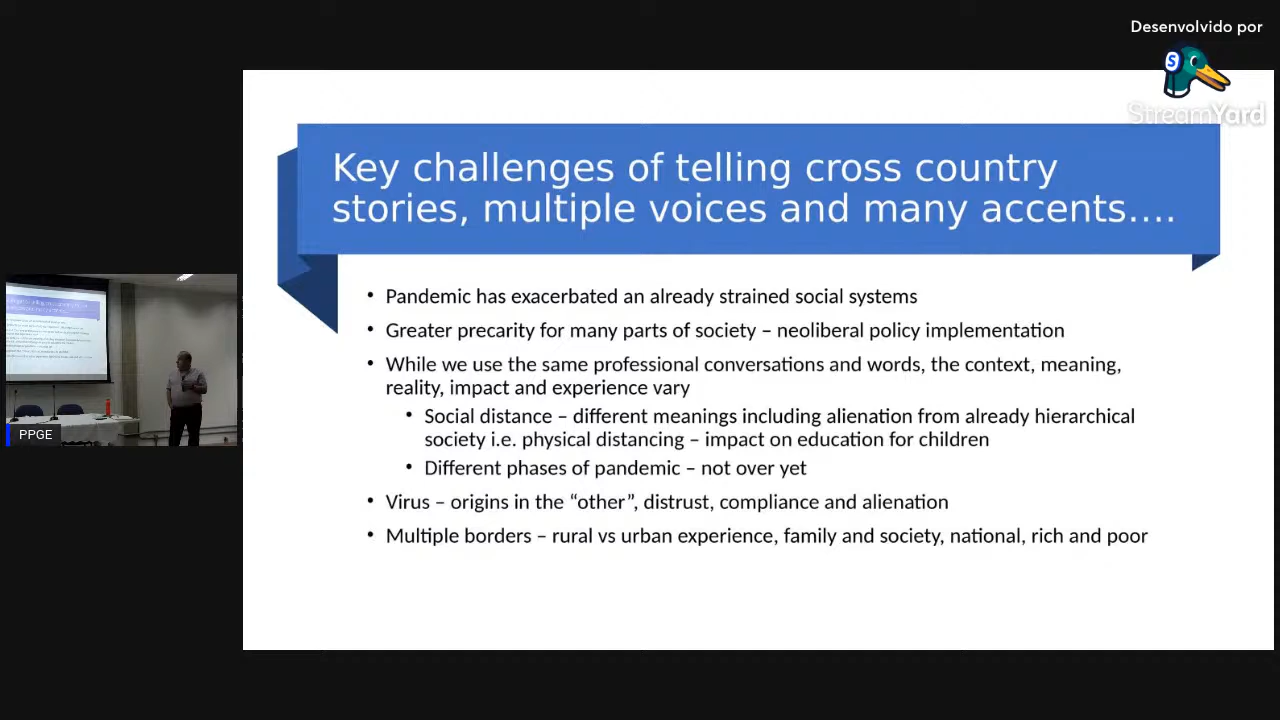 Desenvolvido por
StreamYard
Key challenges of telling cross country
stories, multiple voices and many accents....
• Pandemic has exacerbated an already strained social systems
• Greater precarity for many parts of society – neoliberal policy implementation
• While we use the same professional conversations and words, the context, meaning,
reality, impact and experience vary
• Social distance – different meanings including alienation from already hierarchical
society i.e. physical distancing – impact on education for children
• Different phases of pandemic – not over yet
• Virus – origins in the “other”, distrust, compliance and alienation
• Multiple borders – rural vs urban experience, family and society, national, rich and poor
PPGE